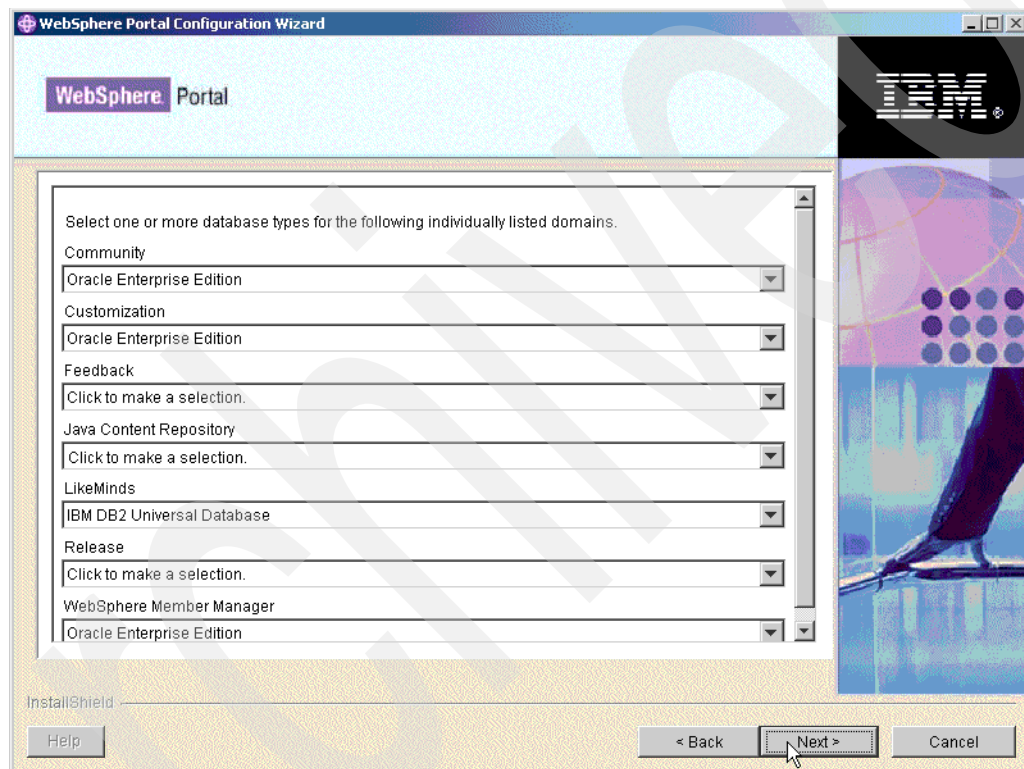 WebSphere Portal Configuration Wizard
WebSphere Portal
IBM®
Select one or more database types for the following individually listed domains.
Community
Oracle Enterprise Edition
Customization
Oracle Enterprise Edition
Feedback
Click to make a selection.
Java Content Repository
Click to make a selection.
LikeMinds
IBM DB2 Universal Database
Release
Click to make a selection.
WebSphere Member Manager
Oracle Enterprise Edition
InstallShield
Help
< Back
Next >
Cancel